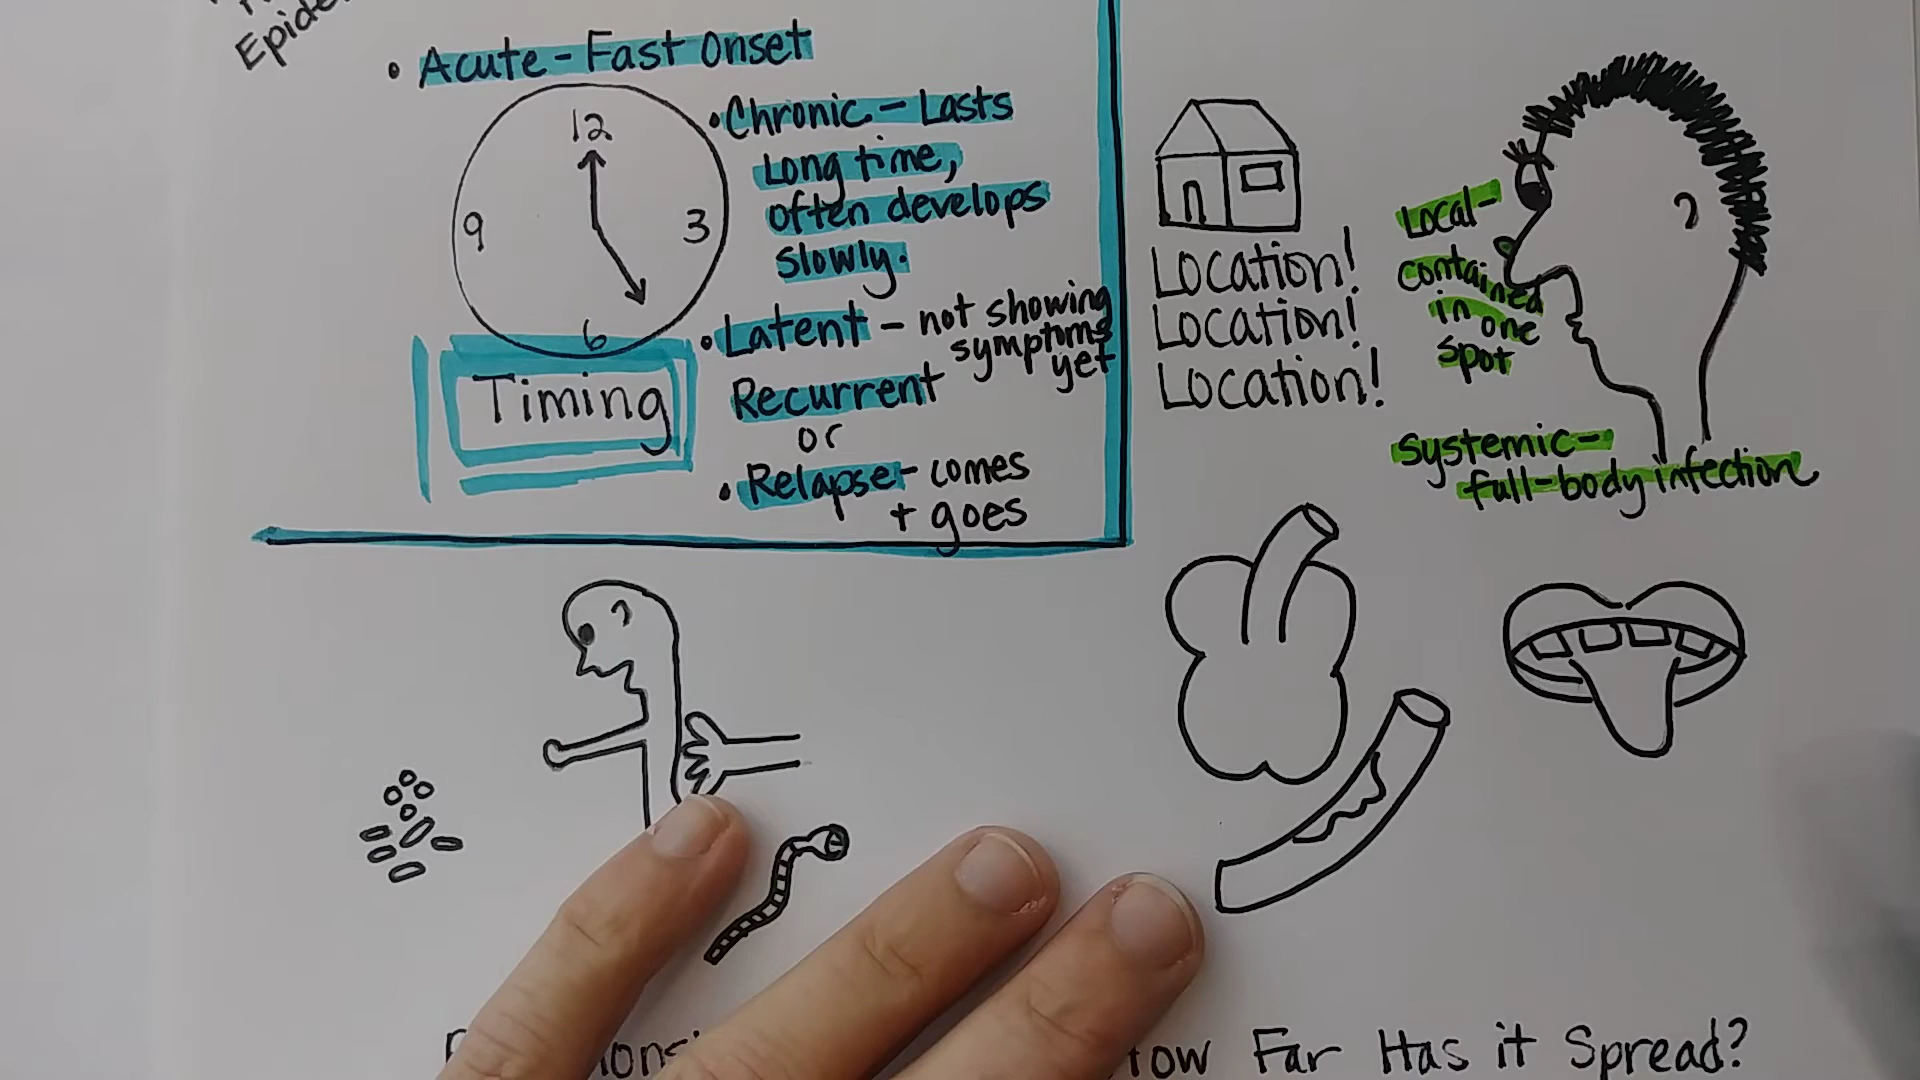 • Acute - Fast Onset
12
9
3
6
Timing
• Chronic - Lasts
Long time,
often develops
slowly.
• Latent - not showing
symptoms
yet
Recurrent
or
• Relapse - comes
+ goes
Location!
Location!
Location!
Local -
contained
in one
spot
Systemic -
full-body infection
Far Has it Spread?